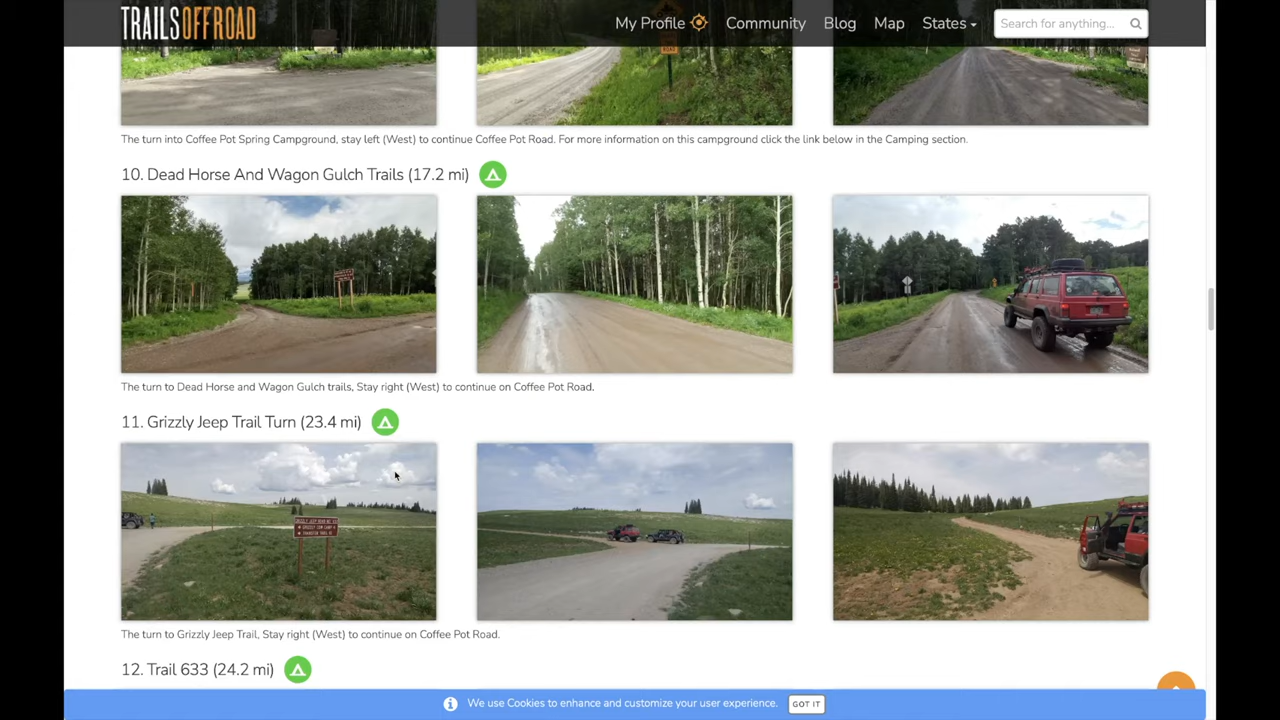 TRAILSOFFROAD
My Profile
Community
Blog
Map
States
Search for anything...
ROAD
The turn into Coffee Pot Spring Campground, stay left (West) to continue Coffee Pot Road. For more information on this campground click the link below in the Camping section.
10. Dead Horse And Wagon Gulch Trails (17.2 mi)
The turn to Dead Horse and Wagon Gulch trails, Stay right (West) to continue on Coffee Pot Road.
11. Grizzly Jeep Trail Turn (23.4 mi)
The turn to Grizzly Jeep Trail, Stay right (West) to continue on Coffee Pot Road.
12. Trail 633 (24.2 mi)
We use Cookies to enhance and customize your user experience.
GOT IT